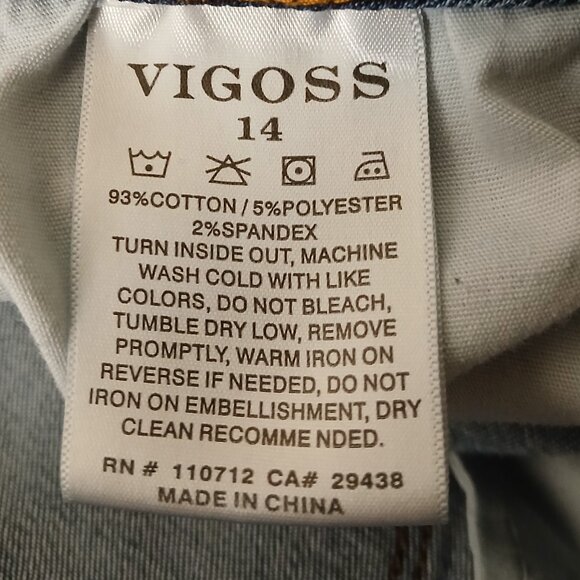 VIGOSS
14
93%COTTON / 5%POLYESTER
2%SPANDEX
TURN INSIDE OUT, MACHINE
WASH COLD WITH LIKE
COLORS, DO NOT BLEACH,
TUMBLE DRY LOW, REMOVE
PROMPTLY, WARM IRON ON
REVERSE IF NEEDED, DO NOT
IRON ON EMBELLISHMENT, DRY
CLEAN RECOMME NDED.
RN # 110712 CA# 29438
MADE IN CHINA